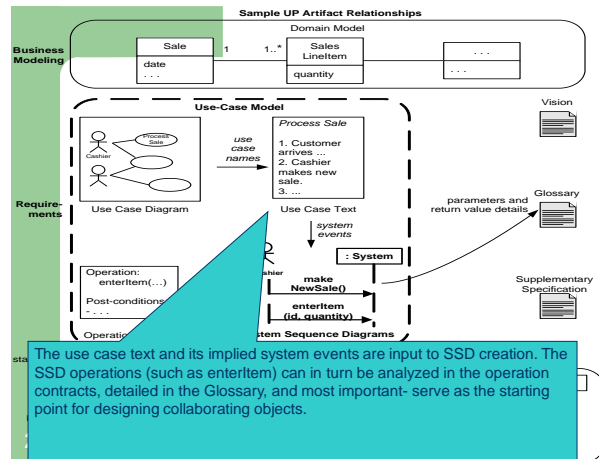 Sample UP Artifact Relationships
Domain Model
Business
Modeling
Sale
date
. . .
1
1..*
Sales
LineItem
quantity
. . .
. . .
Use-Case Model
Process
Sale
Cashier
Use Case Diagram
use
case
names
Process Sale
1. Customer
arrives ...
2. Cashier
makes new
sale.
3. ...
Use Case Text
Vision
Require-
ments
parameters and
return value details
Glossary
system
events
: System
Operation:
enterItem(…)
Post-conditions
- . . .
make
NewSale()
enterItem
(id, quantity)
Supplementary
Specification
Sequence Diagrams
The use case text and its implied system events are input to SSD creation. The
SSD operations (such as enterItem) can in turn be analyzed in the operation
contracts, detailed in the Glossary, and most important- serve as the starting
point for designing collaborating objects.